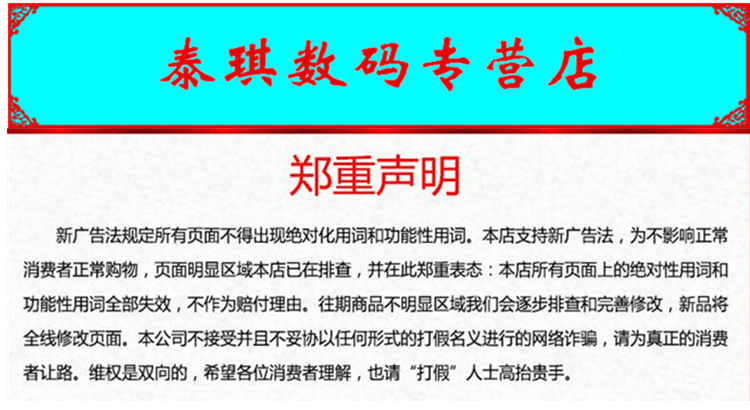 泰琪数码专营店
郑重声明
新广告法规定所有页面不得出现绝对化用词和功能性用词。本店支持新广告法，为不影响正常
消费者正常购物，页面明显区域本店已在排查，并在此郑重表态：本店所有页面上的绝对性用词和
功能性用词全部失效，不作为赔付理由。往期商品不明显区域我们会逐步排查和完善修改，新品将
全线修改页面。本公司不接受并且不妥协以任何形式的打假名义进行的网络诈骗，请为真正的消费
者让路。维权是双向的，希望各位消费者理解，也请“打假”人士高抬贵手。